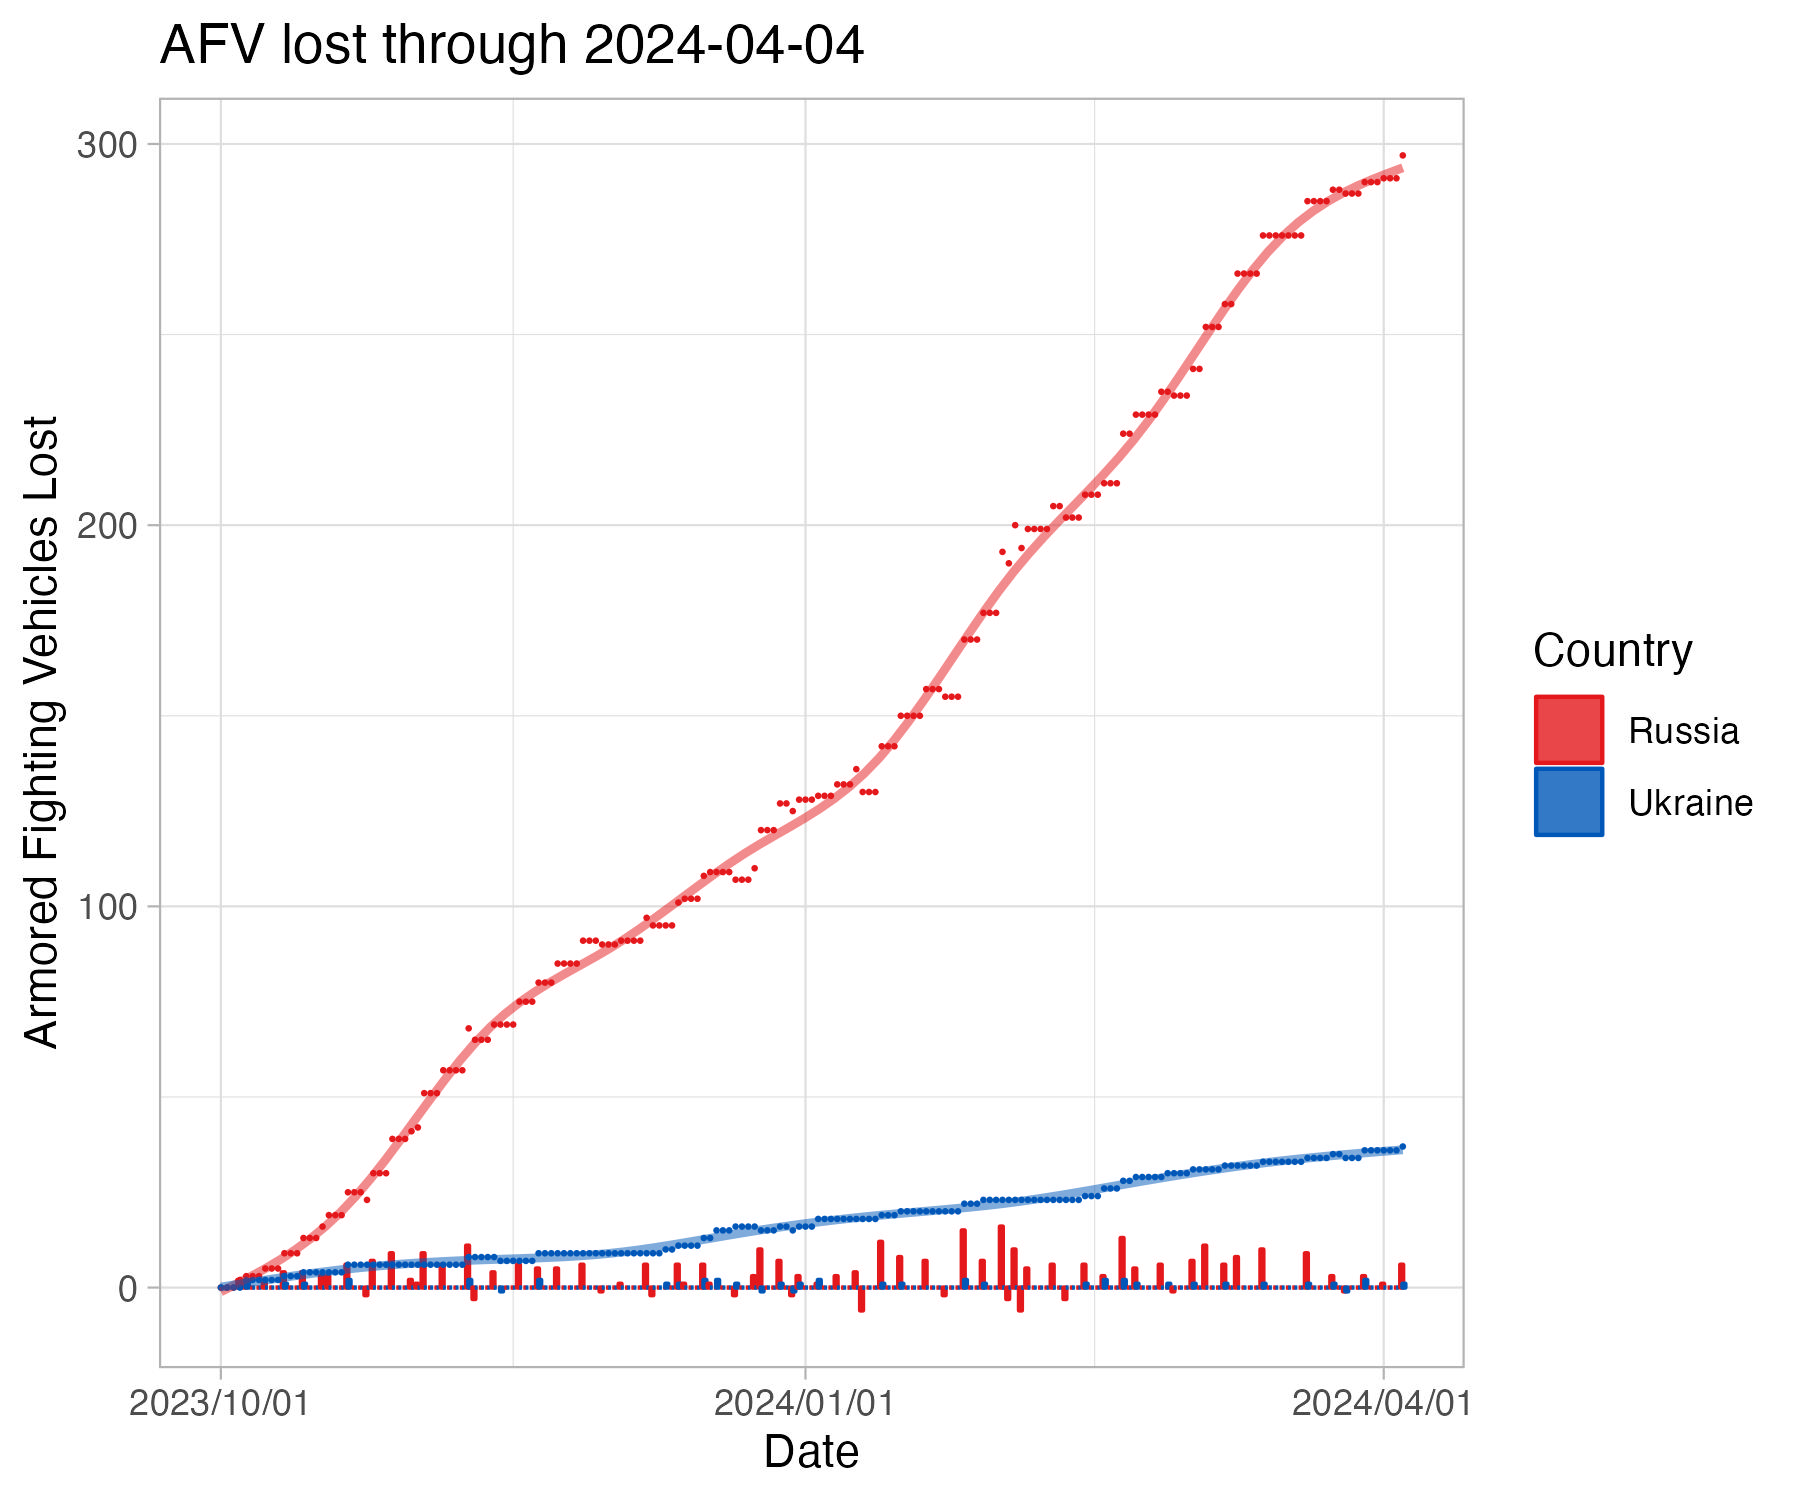 AFV lost through 2024-04-04
Armored Fighting Vehicles Lost
300
200
100
0
2023/10/01
2024/01/01
2024/04/01
Date
Country
Russia
Ukraine